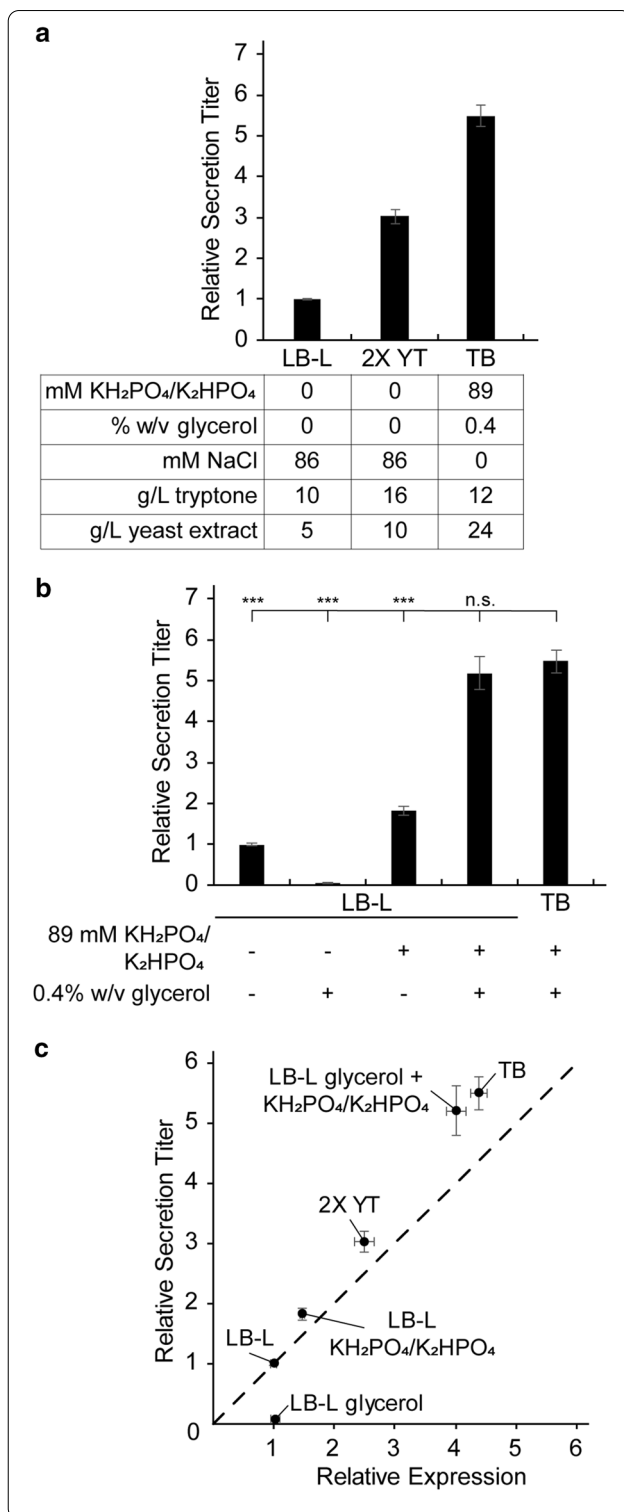 a
Relative Secretion Titer
7
6
5
4
3
2
1
0
LB-L 2X YT TB
mM KH₂PO₄/K₂HPO₄ 0 0 89
% w/v glycerol 0 0 0.4
mM NaCl 86 86 0
g/L tryptone 10 16 12
g/L yeast extract 5 10 24
b
Relative Secretion Titer
7
6
5
4
3
2
1
0
*** *** *** n.s.
LB-L TB
89 mM KH₂PO₄/
K₂HPO₄ - - + + +
0.4% w/v glycerol - + - + +
c
Relative Secretion Titer
6
5
4
3
2
1
0
LB-L glycerol +
KH₂PO₄/K₂HPO₄
TB
2X YT
LB-L
LB-L
KH₂PO₄/K₂HPO₄
LB-L glycerol
1 2 3 4 5 6
Relative Expression